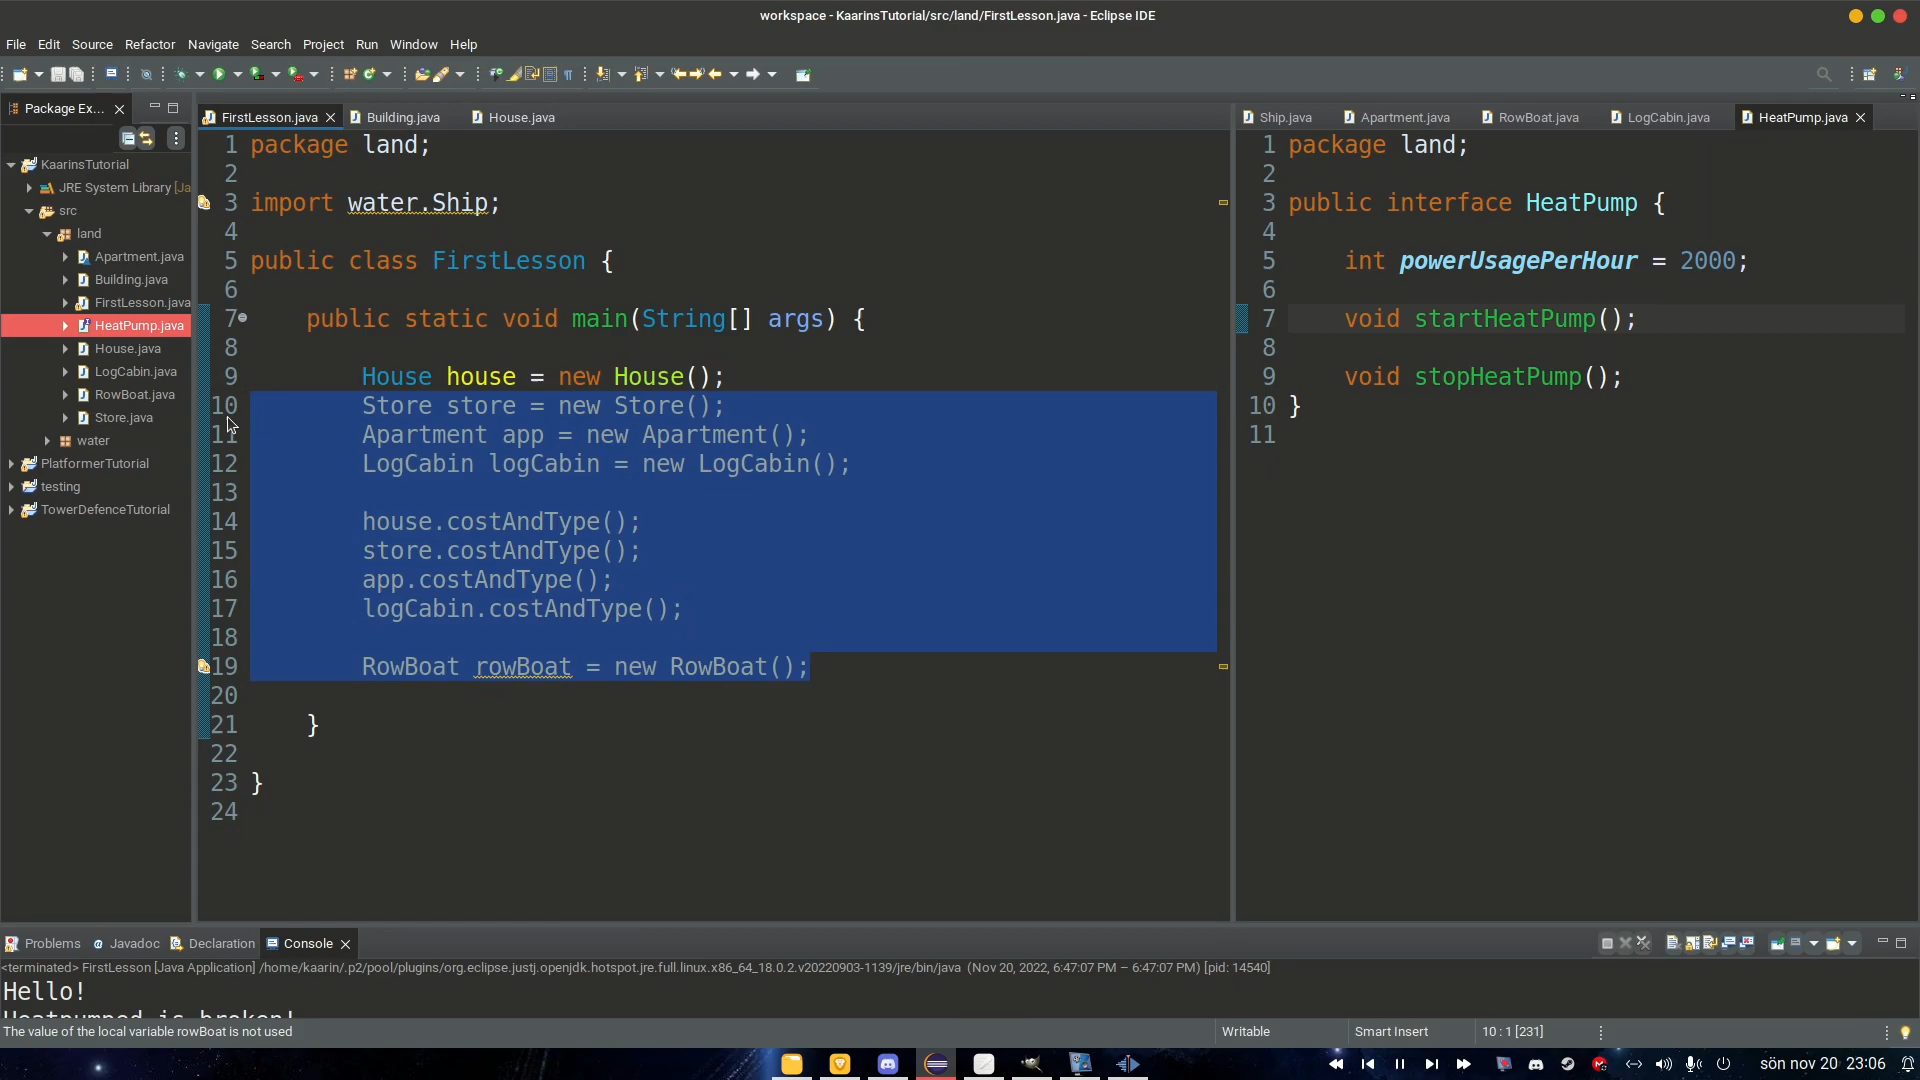 workspace - KaarinsTutorial/src/land/FirstLesson.java - Eclipse IDE
File Edit Source Refactor Navigate Search Project Run Window Help
Package Ex...
KaarinsTutorial
JRE System Library [Ja
src
land
Apartment.java
Building.java
FirstLesson.java
HeatPump.java
House.java
LogCabin.java
RowBoat.java
Store.java
water
PlatformerTutorial
testing
TowerDefenceTutorial
FirstLesson.java Building.java House.java
1 package land;
2
3 import water.Ship;
4
5 public class FirstLesson {
6
7 public static void main(String[] args) {
8
9 House house = new House();
10 Store store = new Store();
11 Apartment app = new Apartment();
12 LogCabin logCabin = new LogCabin();
13
14 house.costAndType();
15 store.costAndType();
16 app.costAndType();
17 logCabin.costAndType();
18
19 RowBoat rowBoat = new RowBoat();
20
21 }
22
23 }
24
Ship.java Apartment.java RowBoat.java LogCabin.java HeatPump.java
1 package land;
2
3 public interface HeatPump {
4
5 int powerUsagePerHour = 2000;
6
7 void startHeatPump();
8
9 void stopHeatPump();
10 }
11
Problems Javadoc Declaration Console
<terminated> FirstLesson [Java Application] /home/kaarin/.p2/pool/plugins/org.eclipse.justj.openjdk.hotspot.jre.full.linux.x86_64_18.0.2.v20220903-1139/jre/bin/java (Nov 20, 2022, 6:47:07 PM – 6:47:07 PM) [pid: 14540]
Hello!
Heatpumped is broken!
The value of the local variable rowBoat is not used
Writable Smart Insert 10 : 1 [231]
sön nov 20 23:06